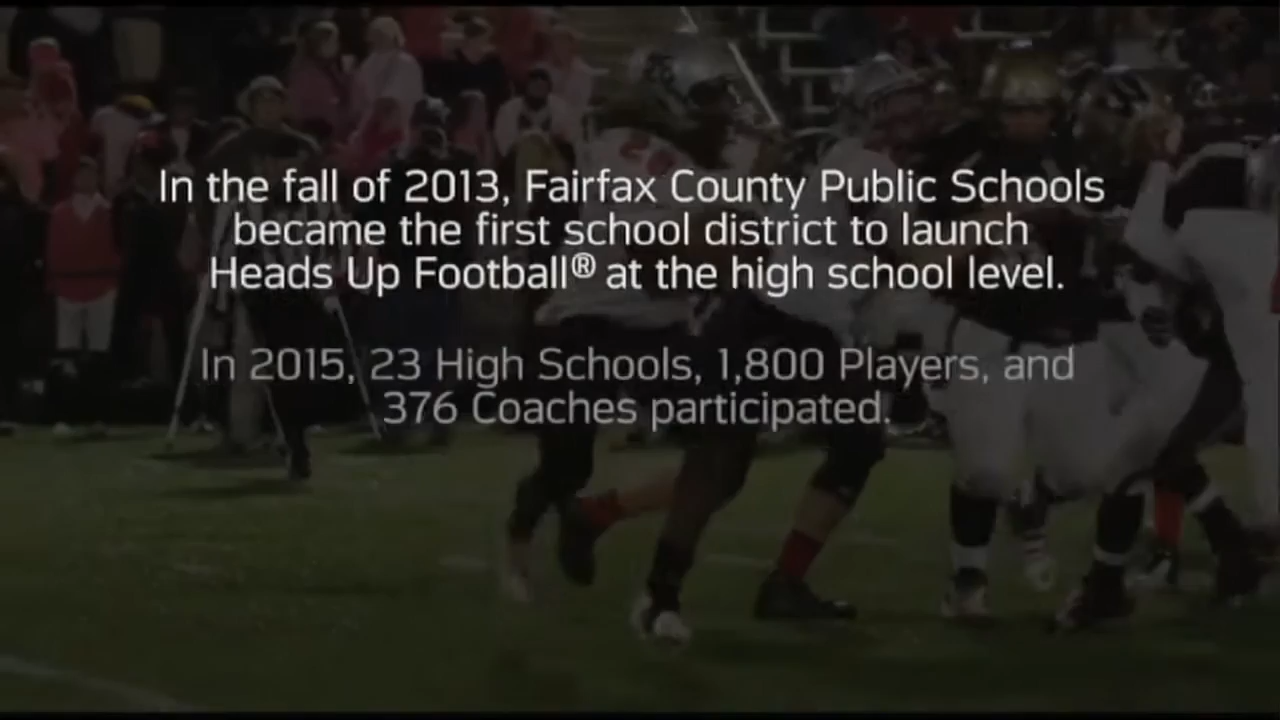 In the fall of 2013, Fairfax County Public Schools
became the first school district to launch
Heads Up Football® at the high school level.
In 2015, 23 High Schools, 1,800 Players, and
376 Coaches participated.